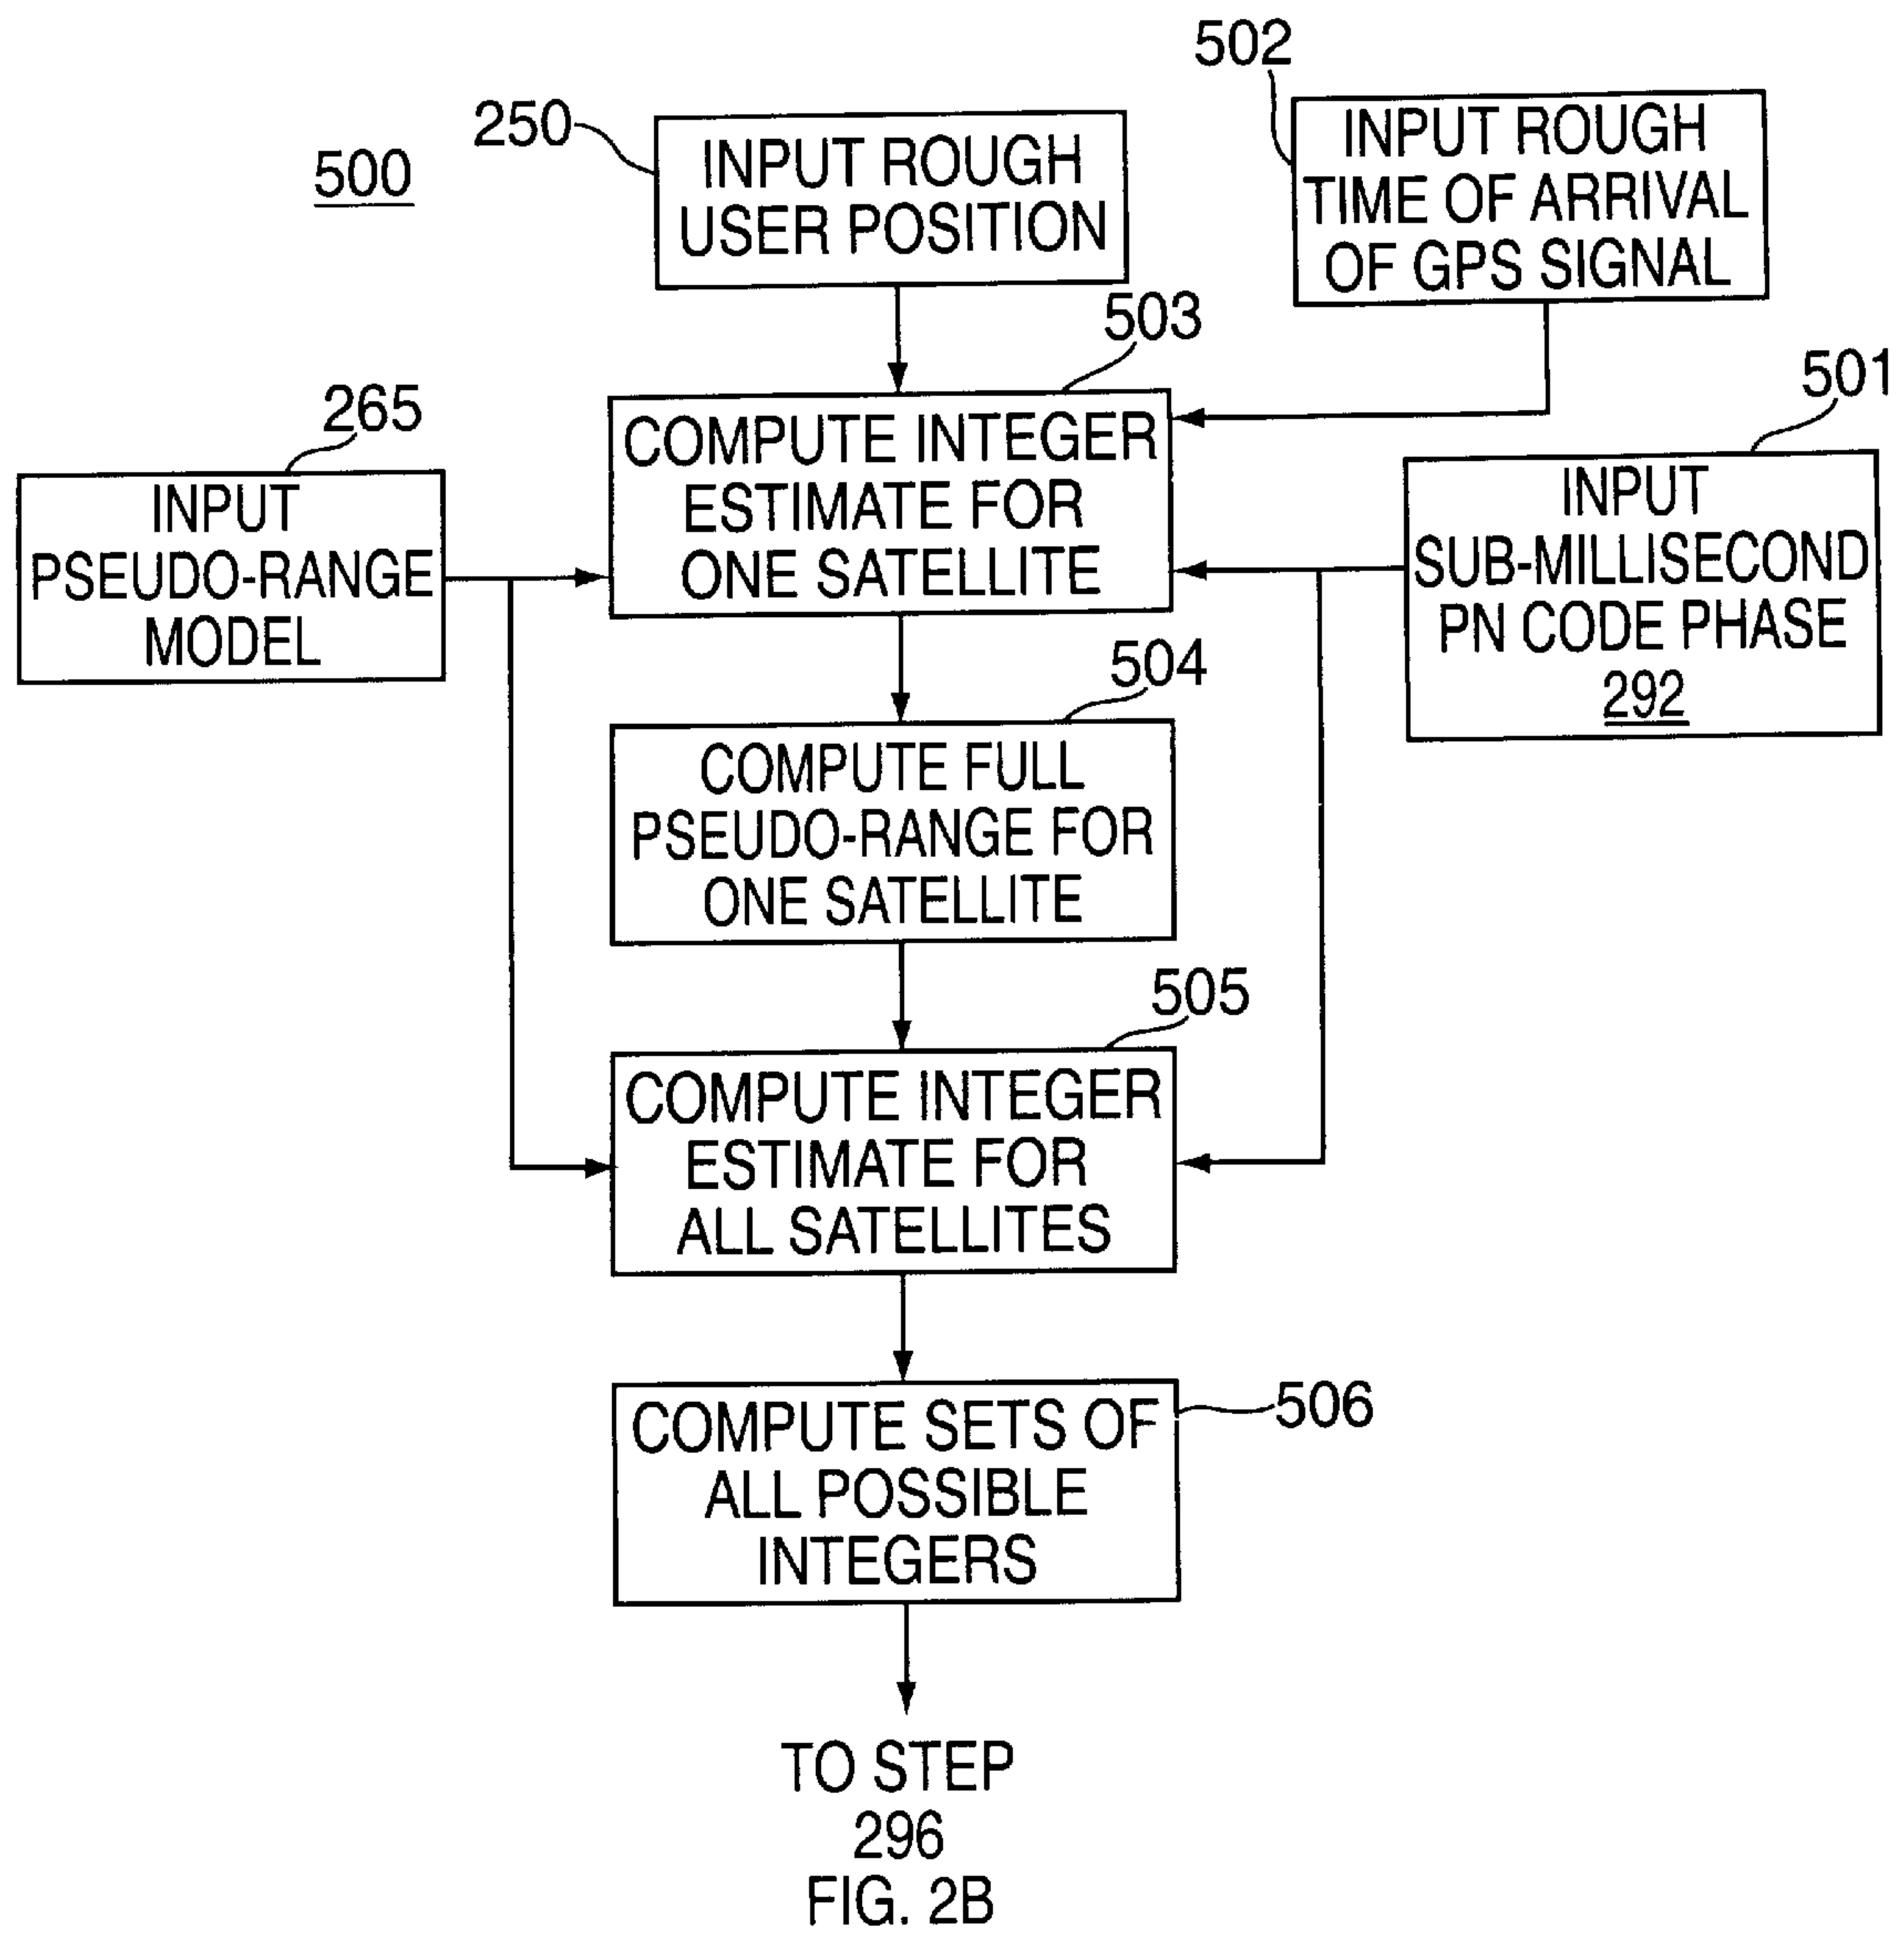 502
INPUT ROUGH
TIME OF ARRIVAL
OF GPS SIGNAL
250
INPUT ROUGH
USER POSITION
500
503
COMPUTE INTEGER
ESTIMATE FOR
ONE SATELLITE
501
INPUT
SUB-MILLISECOND
PN CODE PHASE
292
265
INPUT
PSEUDO-RANGE
MODEL
504
COMPUTE FULL
PSEUDO-RANGE FOR
ONE SATELLITE
505
COMPUTE INTEGER
ESTIMATE FOR
ALL SATELLITES
506
COMPUTE SETS OF
ALL POSSIBLE
INTEGERS
TO STEP
296
FIG. 2B